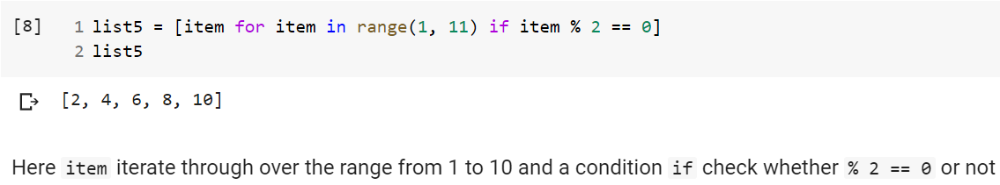 [8] 1 list5 = [item for item in range(1, 11) if item % 2 == 0]
2 list5
[2, 4, 6, 8, 10]
Here item iterate through over the range from 1 to 10 and a condition if check whether % 2 == 0 or not